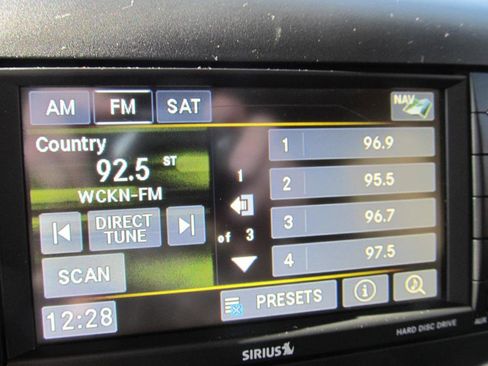 AM FM SAT NAV
Country
92.5 ST
WCKN-FM
DIRECT
TUNE
SCAN
12:28
1
of 3
1 96.9
2 95.5
3 96.7
4 97.5
PRESETS
HARD DISC DRIVE
AUX
SIRIUS